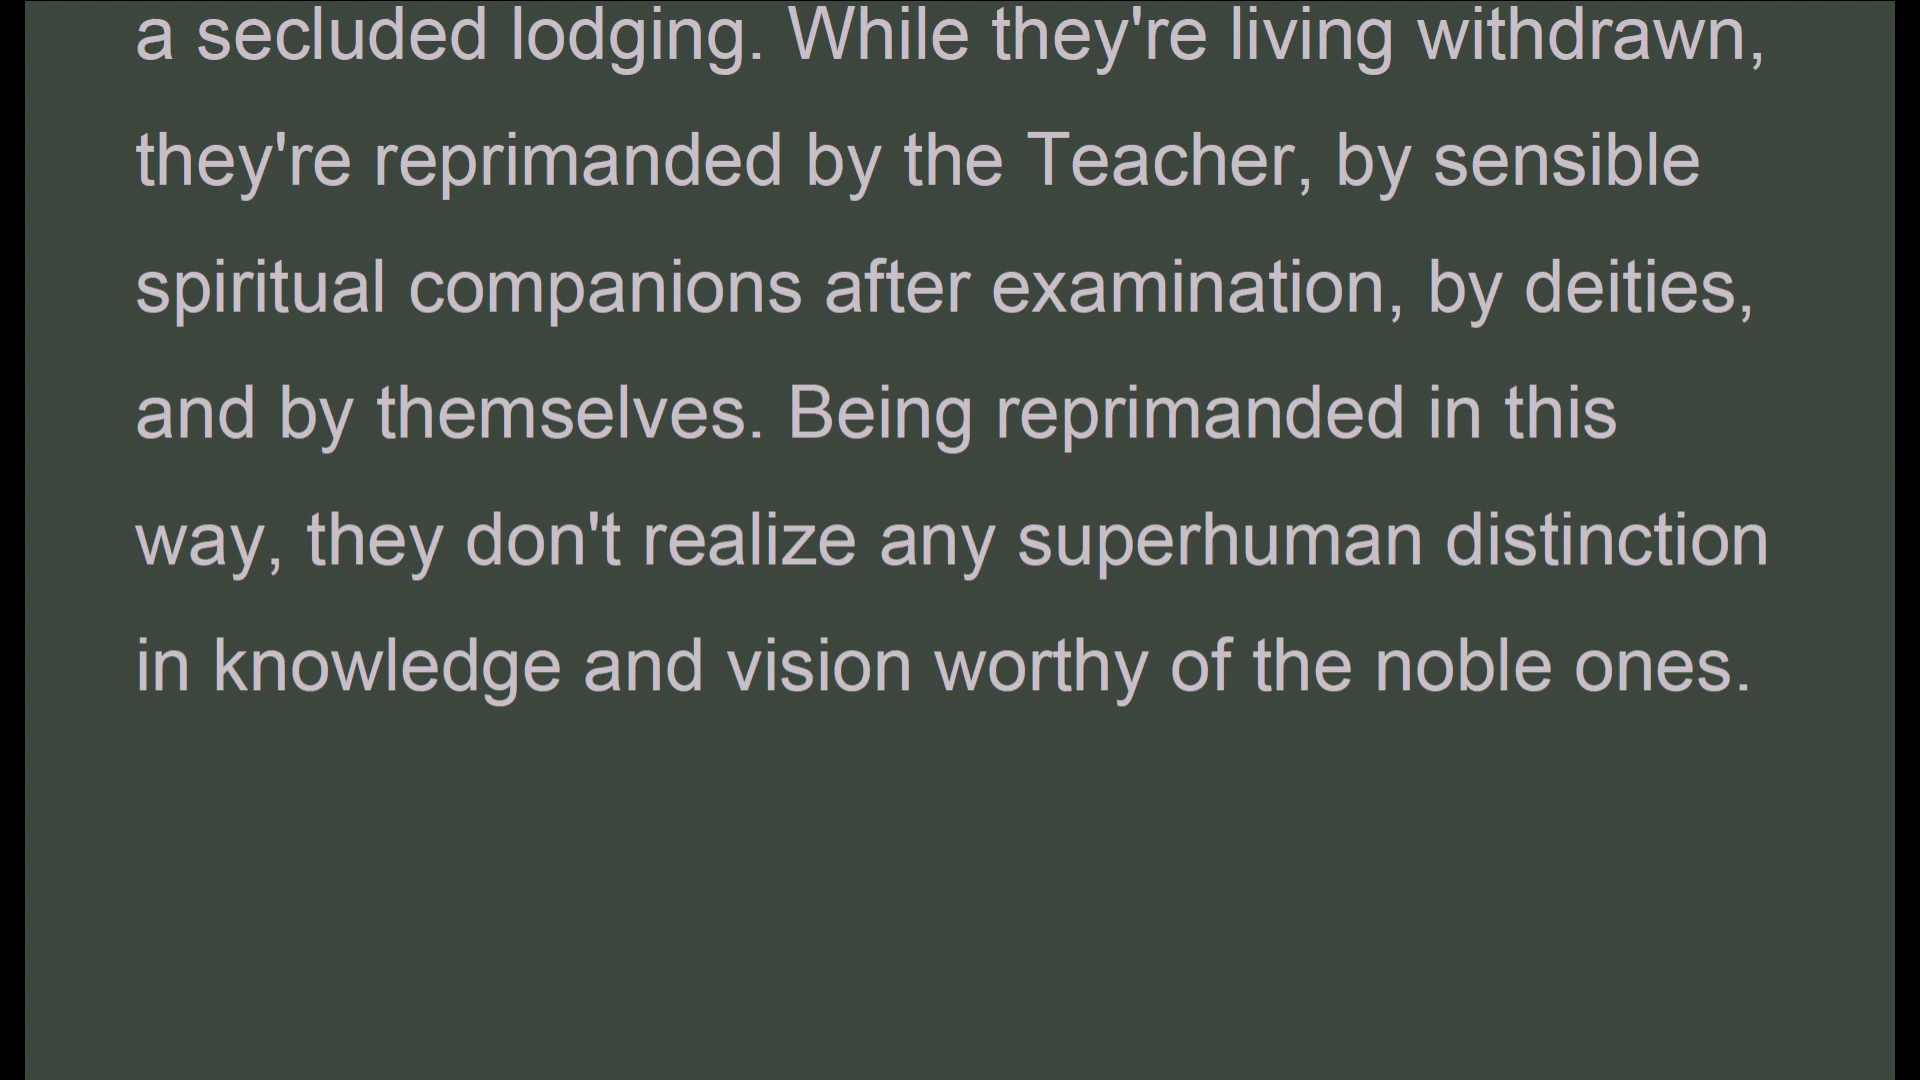 a secluded lodging. While they're living withdrawn,
they're reprimanded by the Teacher, by sensible
spiritual companions after examination, by deities,
and by themselves. Being reprimanded in this
way, they don't realize any superhuman distinction
in knowledge and vision worthy of the noble ones.